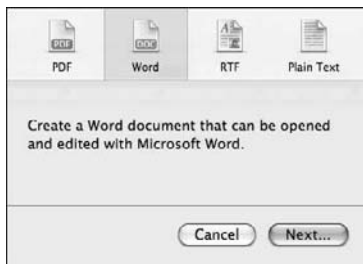 PDF
DOC
PDF Word RTF Plain Text
Create a Word document that can be opened
and edited with Microsoft Word.
Cancel Next...